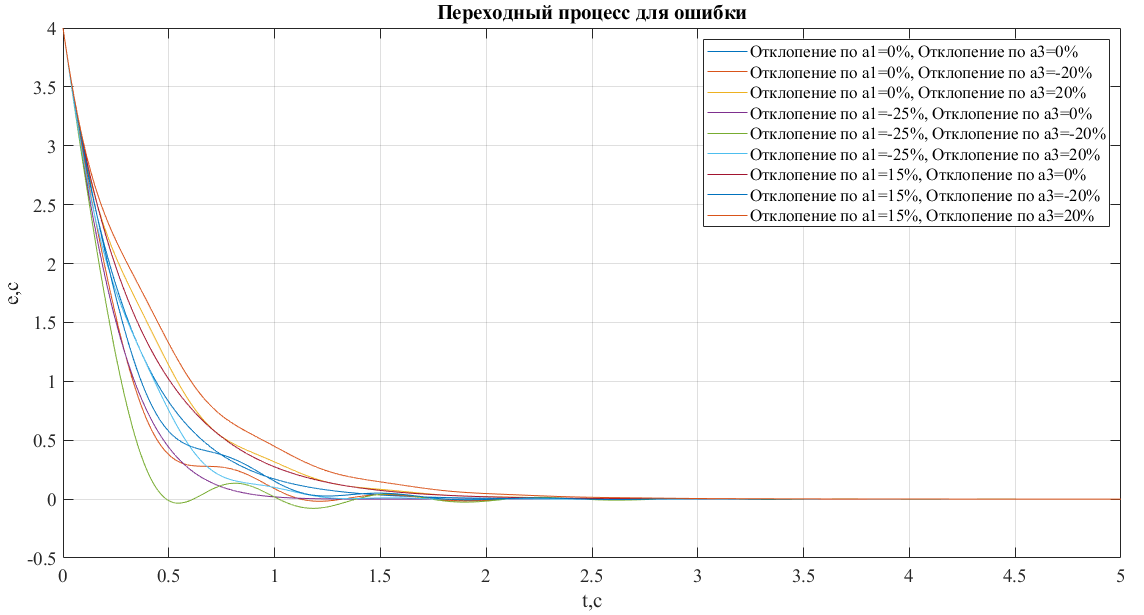 Переходный процесс для ошибки
4
3.5
3
2.5
2
1.5
1
0.5
0
-0.5
e,c
Отклопение по a1=0%, Отклопение по a3=0%
Отклопение по a1=0%, Отклопение по a3=-20%
Отклопение по a1=0%, Отклопение по a3=20%
Отклопение по a1=-25%, Отклопение по a3=0%
Отклопение по a1=-25%, Отклопение по a3=-20%
Отклопение по a1=-25%, Отклопение по a3=20%
Отклопение по a1=15%, Отклопение по a3=0%
Отклопение по a1=15%, Отклопение по a3=-20%
Отклопение по a1=15%, Отклопение по a3=20%
0 0.5 1 1.5 2 2.5 3 3.5 4 4.5 5
t,c